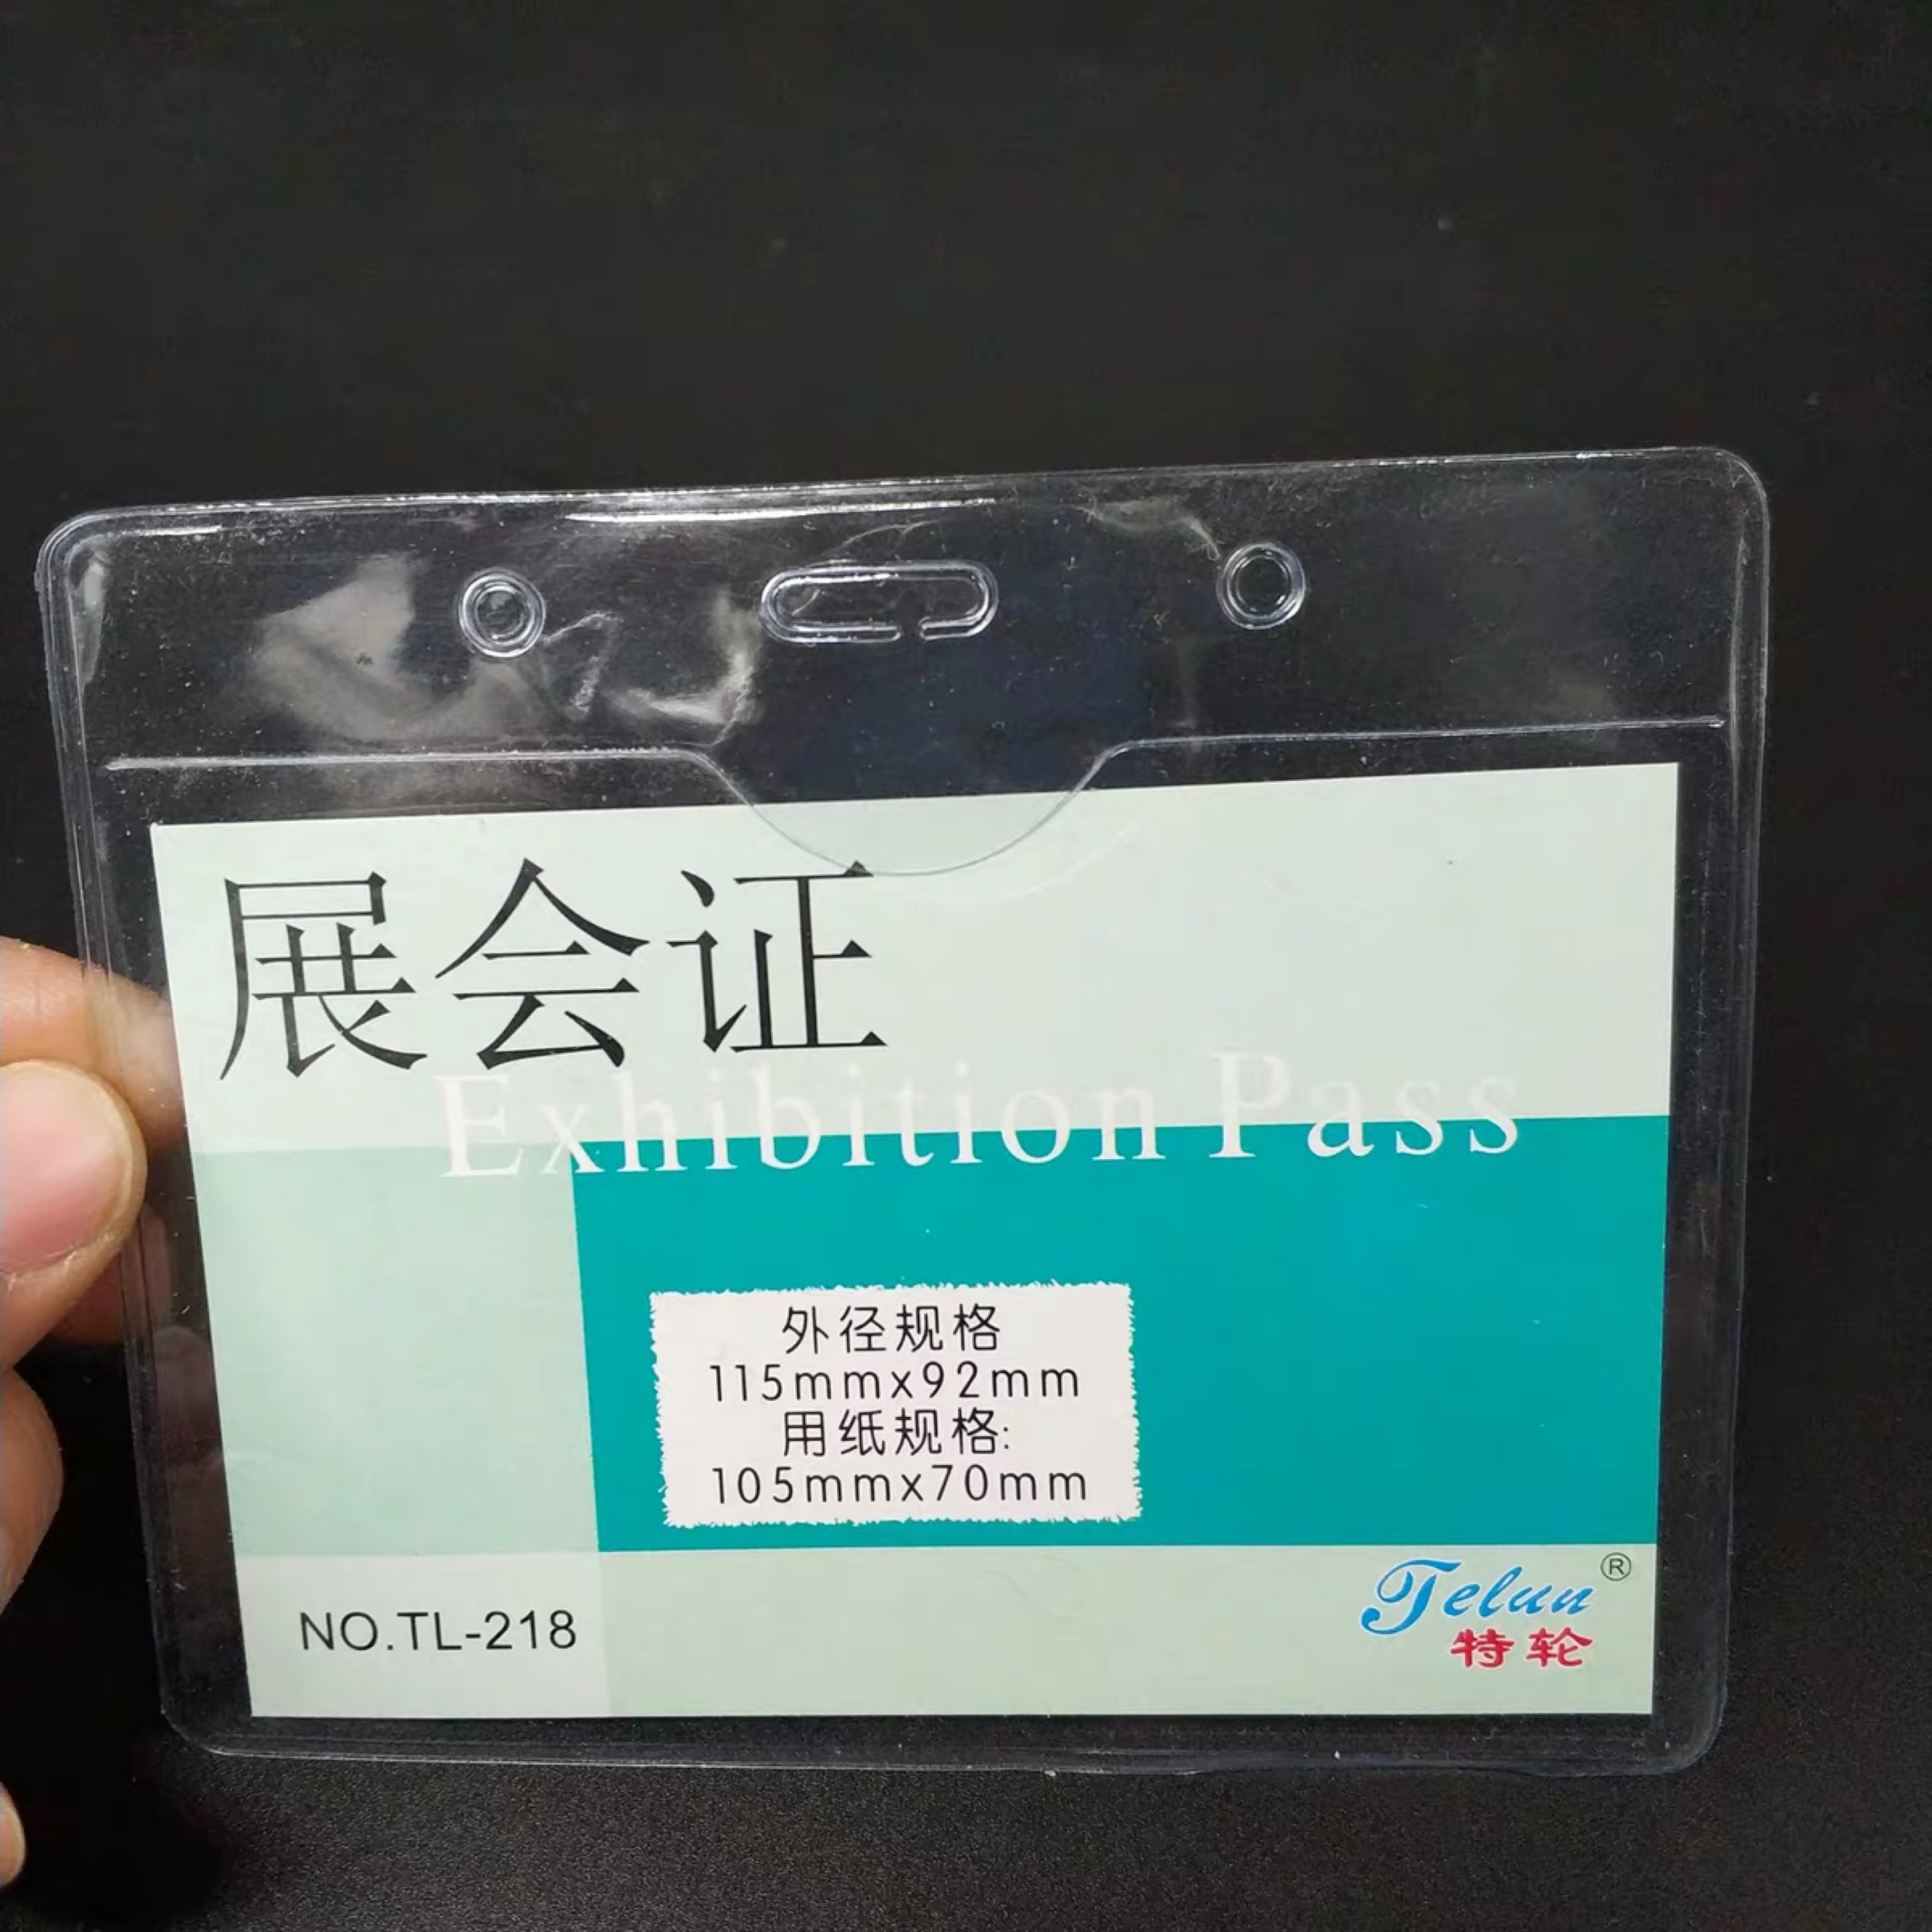 展会证
Exhibition Pass
外径规格
115mmx92mm
用纸规格:
105mmx70mm
NO.TL-218
Telun®
特轮